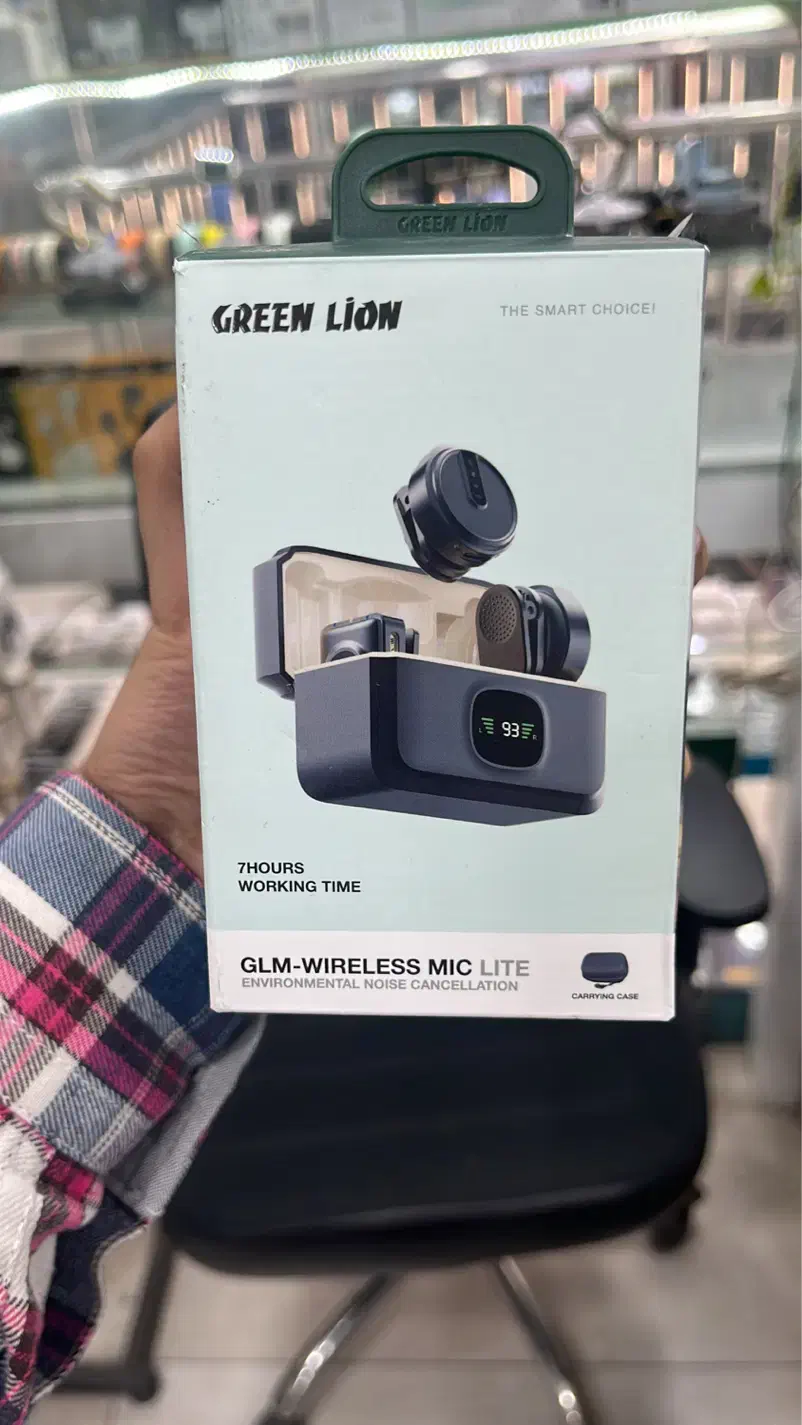 GREEN LION
GREEN LION
THE SMART CHOICE!
L 93 R
7HOURS
WORKING TIME
GLM-WIRELESS MIC LITE
ENVIRONMENTAL NOISE CANCELLATION
CARRYING CASE